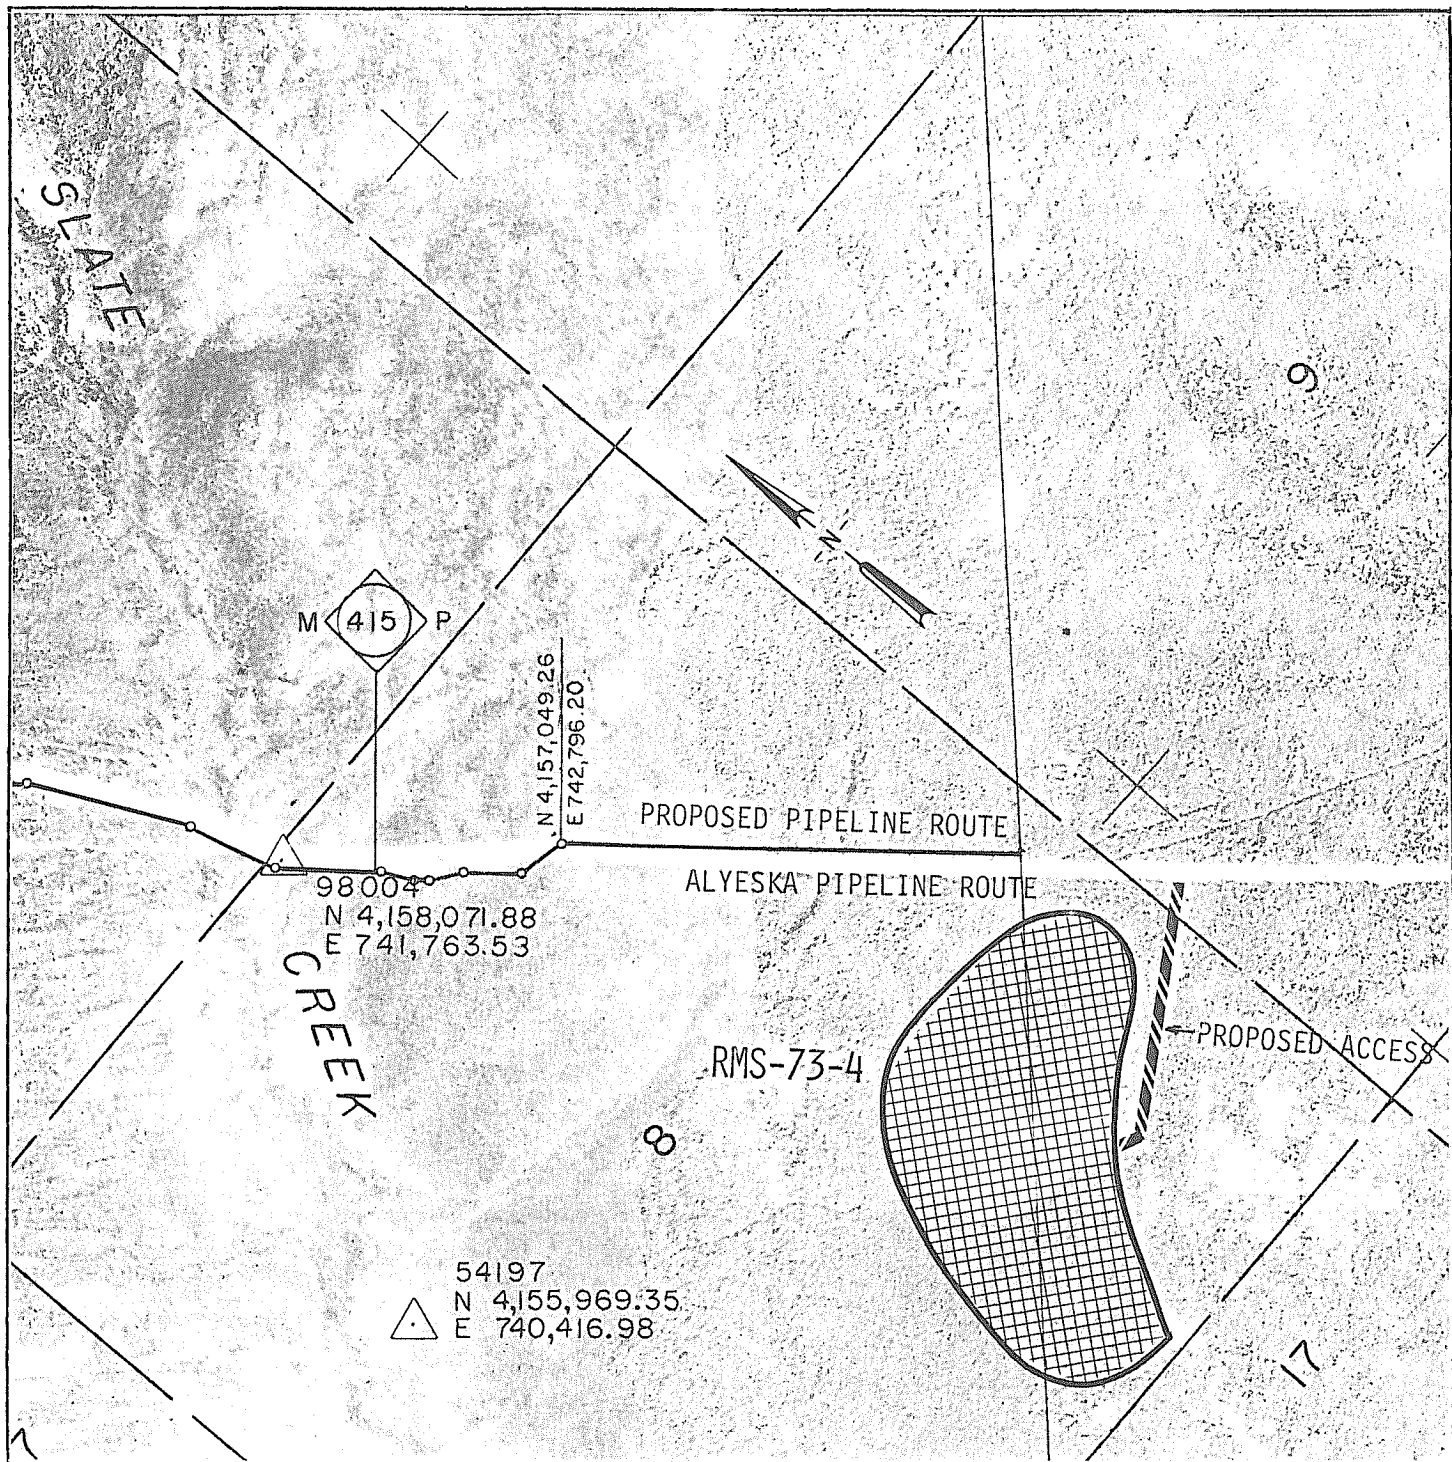 SLATE
9
N
M 415 P
N 4,157,049.26
E 742,796.20
PROPOSED PIPELINE ROUTE
ALYESKA PIPELINE ROUTE
98004
N 4,158,071.88
E 741,763.53
CREEK
PROPOSED ACCESS
RMS-73-4
8
54197
N 4,155,969.35
E 740,416.98
17
7